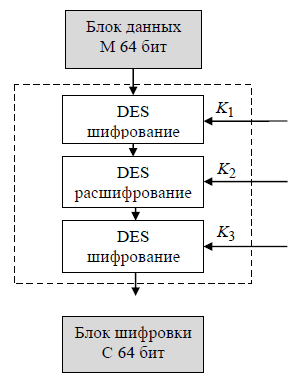 Блок данных
М 64 бит
DES
шифрование
K1
DES
расшифрование
K2
DES
шифрование
K3
Блок шифровки
С 64 бит